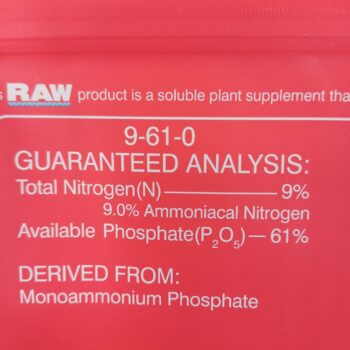 s RAW product is a soluble plant supplement tha
9-61-0
GUARANTEED ANALYSIS:
Total Nitrogen(N) 9%
9.0% Ammoniacal Nitrogen
Available Phosphate(P₂O₅) 61%
DERIVED FROM:
Monoammonium Phosphate